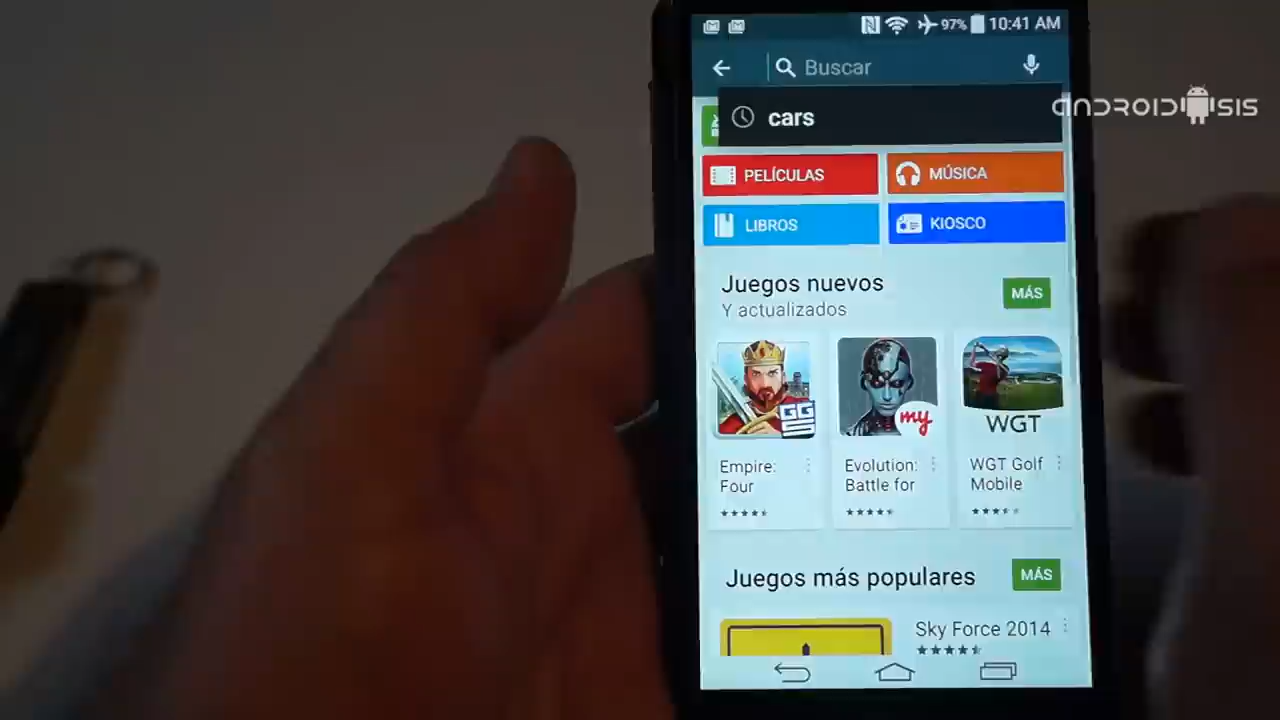 97% 10:41 AM
Buscar
ANDROIDSIS
cars
PELÍCULAS
MÚSICA
LIBROS
KIOSCO
Juegos nuevos
MÁS
Y actualizados
GGS
my
WGT
Empire:
Four
Evolution:
Battle for
WGT Golf
Mobile
Juegos más populares
MÁS
Sky Force 2014